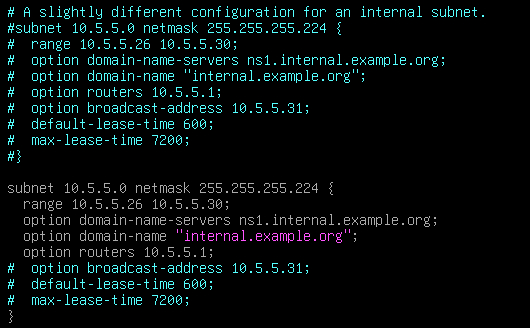 # A slightly different configuration for an internal subnet.
#subnet 10.5.5.0 netmask 255.255.255.224 {
#  range 10.5.5.26 10.5.5.30;
#  option domain-name-servers ns1.internal.example.org;
#  option domain-name "internal.example.org";
#  option routers 10.5.5.1;
#  option broadcast-address 10.5.5.31;
#  default-lease-time 600;
#  max-lease-time 7200;
#}
subnet 10.5.5.0 netmask 255.255.255.224 {
  range 10.5.5.26 10.5.5.30;
  option domain-name-servers ns1.internal.example.org;
  option domain-name "internal.example.org";
  option routers 10.5.5.1;
#  option broadcast-address 10.5.5.31;
#  default-lease-time 600;
#  max-lease-time 7200;
}